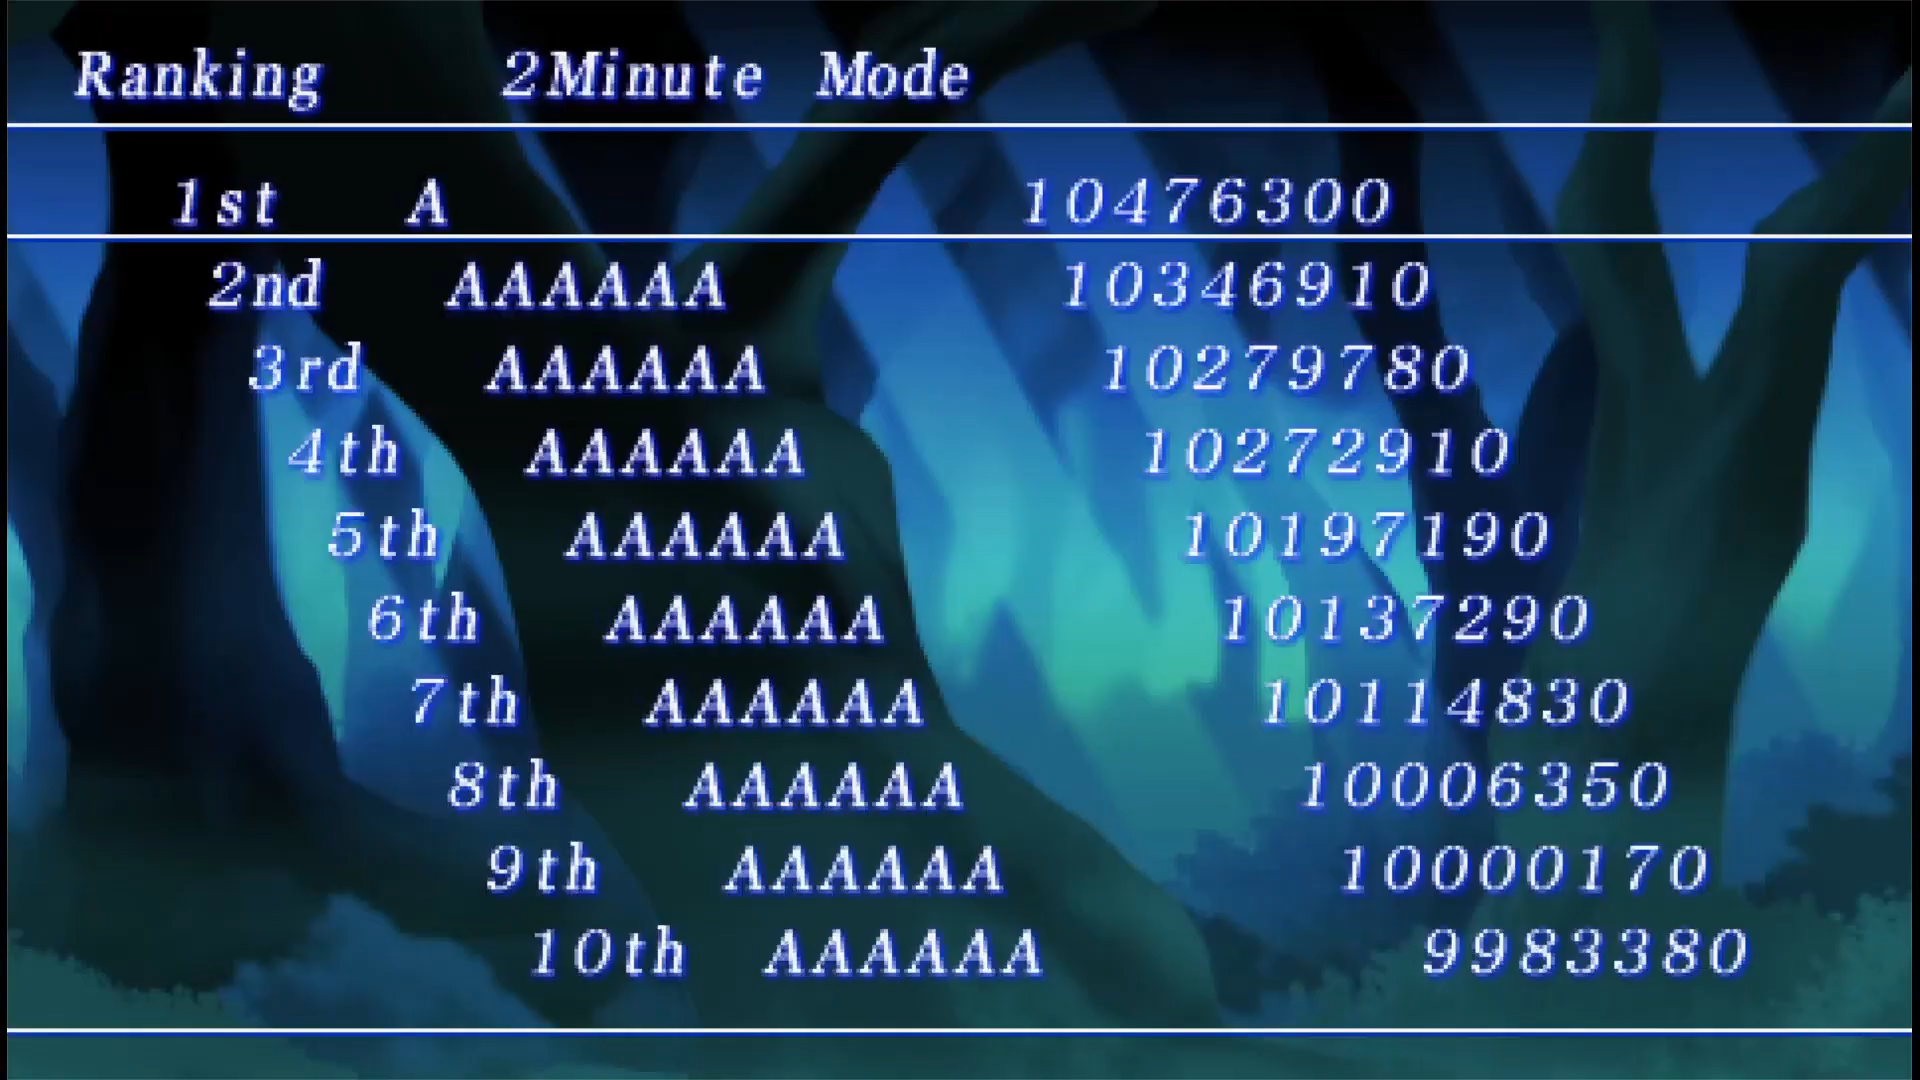 Ranking 2Minute Mode
1st A 10476300
2nd AAAAAA 10346910
3rd AAAAAA 10279780
4th AAAAAA 10272910
5th AAAAAA 10197190
6th AAAAAA 10137290
7th AAAAAA 10114830
8th AAAAAA 10006350
9th AAAAAA 10000170
10th AAAAAA 9983380